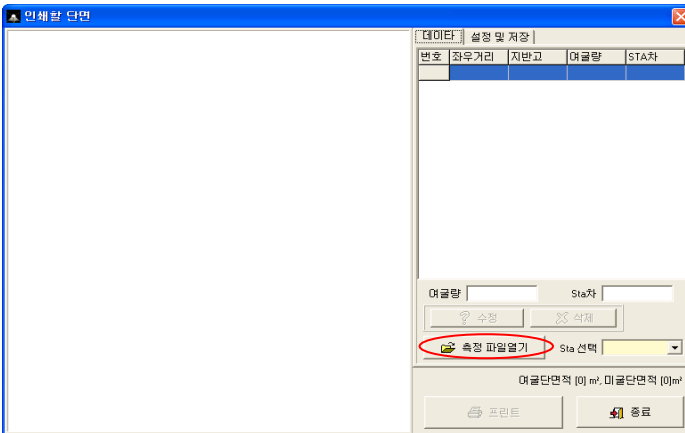 인쇄할 단면
데이타 설정 및 저장
번호 좌우거리 지반고 여굴량 STA차
여굴량 Sta차
수정 삭제
측정 파일열기 Sta 선택
여굴단면적 [0] m², 미굴단면적 [0]m²
프린트 종료